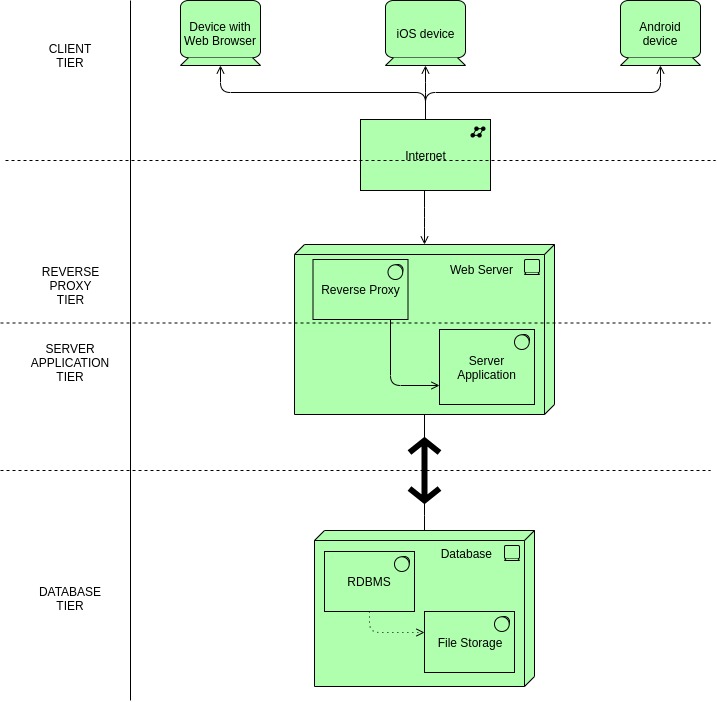 CLIENT
TIER
Device with
Web Browser
iOS device
Android
device
Internet
REVERSE
PROXY
TIER
Web Server
Reverse Proxy
SERVER
APPLICATION
TIER
Server
Application
DATABASE
TIER
Database
RDBMS
File Storage